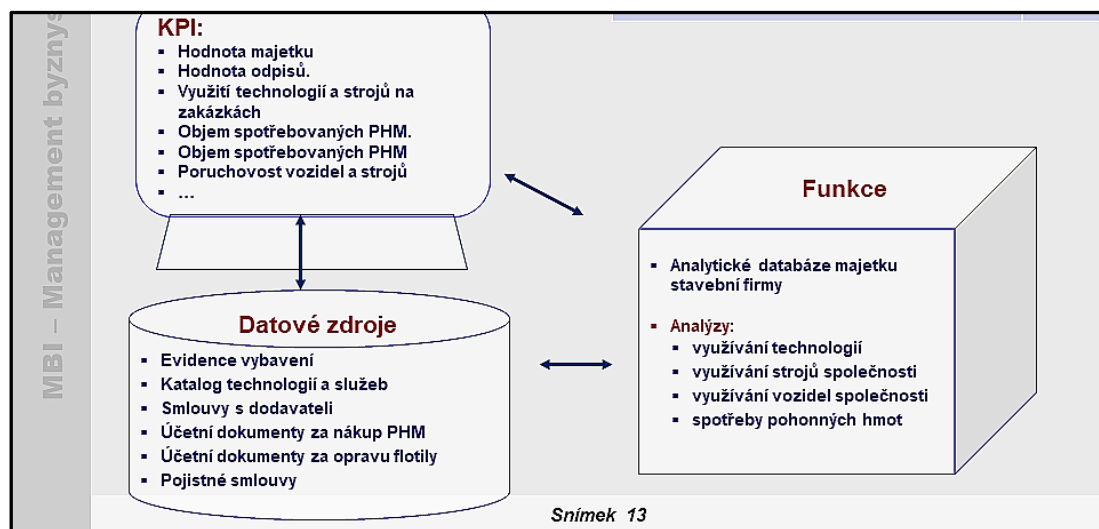 MBI – Management byznys
KPI:
▪ Hodnota majetku
▪ Hodnota odpisů.
▪ Využití technologií a strojů na
zakázkách
▪ Objem spotřebovaných PHM.
▪ Objem spotřebovaných PHM
▪ Poruchovost vozidel a strojů
▪ ...
Datové zdroje
▪ Evidence vybavení
▪ Katalog technologií a služeb
▪ Smlouvy s dodavateli
▪ Účetní dokumenty za nákup PHM
▪ Účetní dokumenty za opravu flotily
▪ Pojistné smlouvy
Funkce
▪ Analytické databáze majetku
stavební firmy
▪ Analýzy:
▪ využívání technologií
▪ využívání strojů společnosti
▪ využívání vozidel společnosti
▪ spotřeby pohonných hmot
Snímek 13